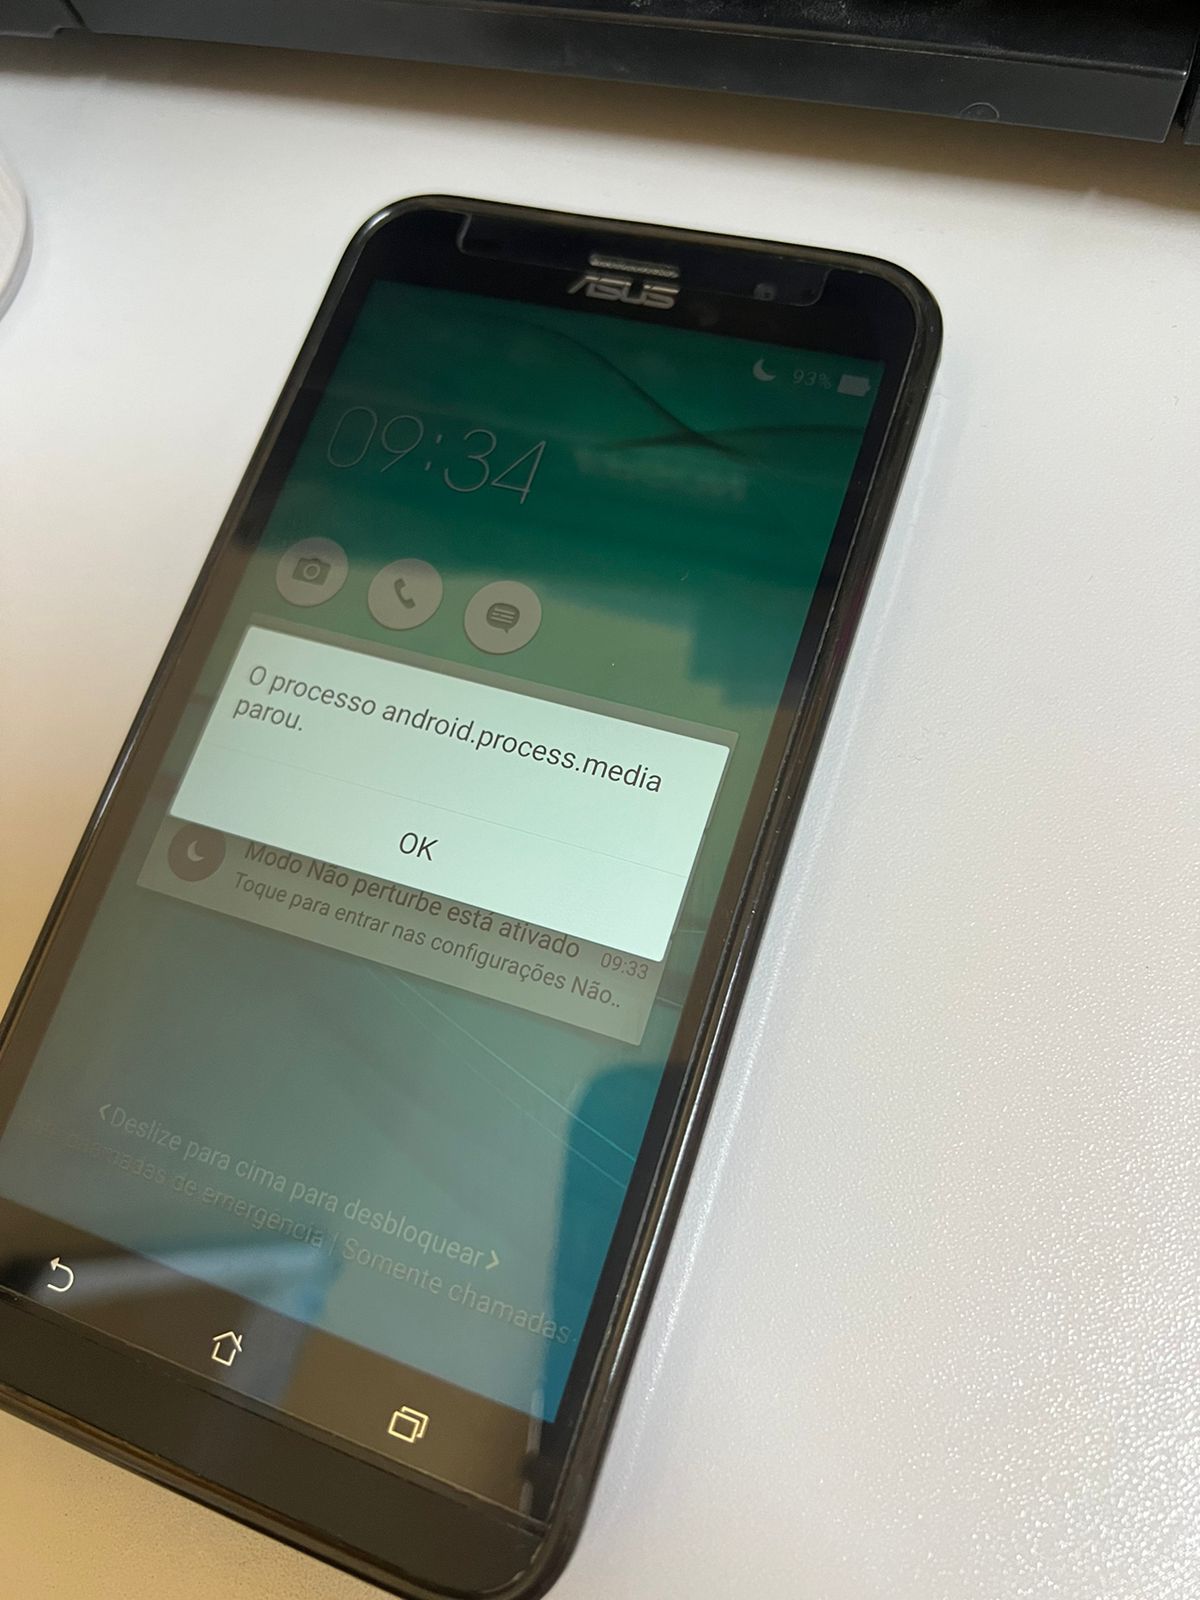 ASUS
93%
09:34
O processo android.process.media
parou.
OK
Modo Não perturbe está ativado
09:33
Toque para entrar nas configurações Não..
<Deslize para cima para desbloquear>
chamadas de emergência | Somente chamadas